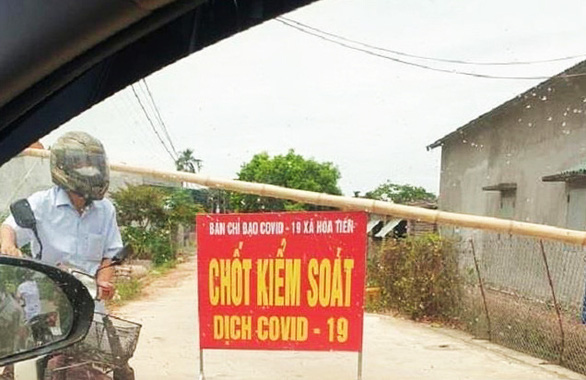 BAN CHỈ ĐẠO COVID - 19 XÃ HÒA TIẾN
CHỐT KIỂM SOÁT
DỊCH COVID - 19